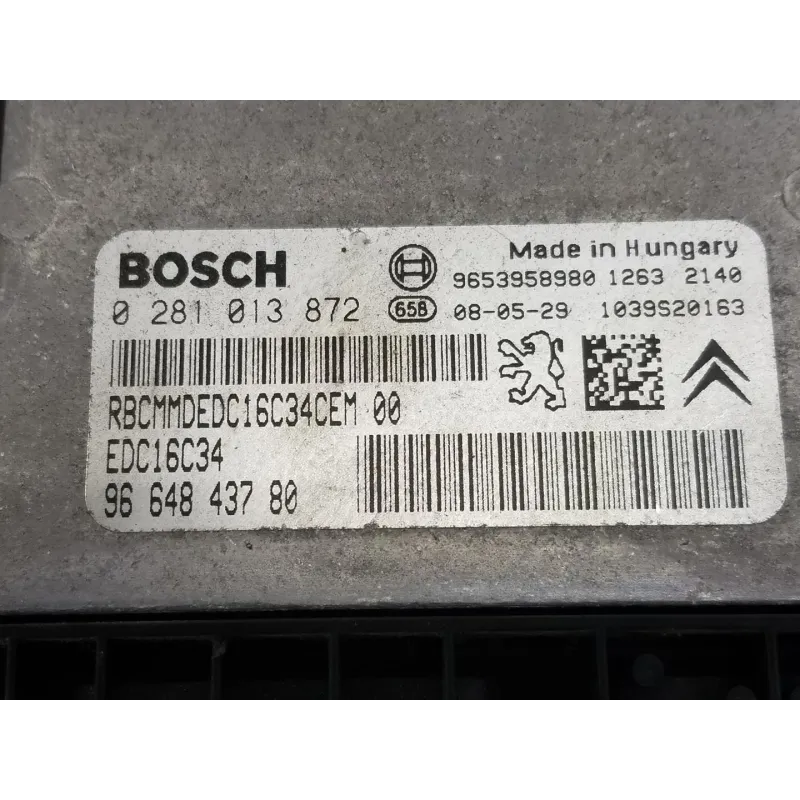 BOSCH
Made in Hungary
9653958980 1263 2140
0 281 013 872 65B 08-05-29 1039S20163
RBCMMDEDC16C34CEM 00
EDC16C34
96 648 437 80